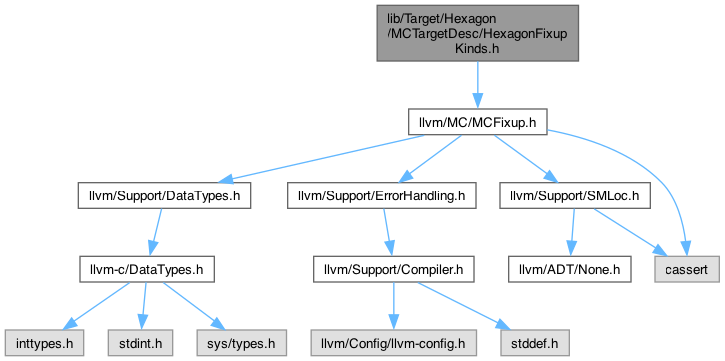 lib/Target/Hexagon
/MCTargetDesc/HexagonFixup
Kinds.h
llvm/MC/MCFixup.h
llvm/Support/DataTypes.h
llvm/Support/ErrorHandling.h
llvm/Support/SMLoc.h
llvm-c/DataTypes.h
llvm/Support/Compiler.h
llvm/ADT/None.h
cassert
inttypes.h
stdint.h
sys/types.h
llvm/Config/llvm-config.h
stddef.h